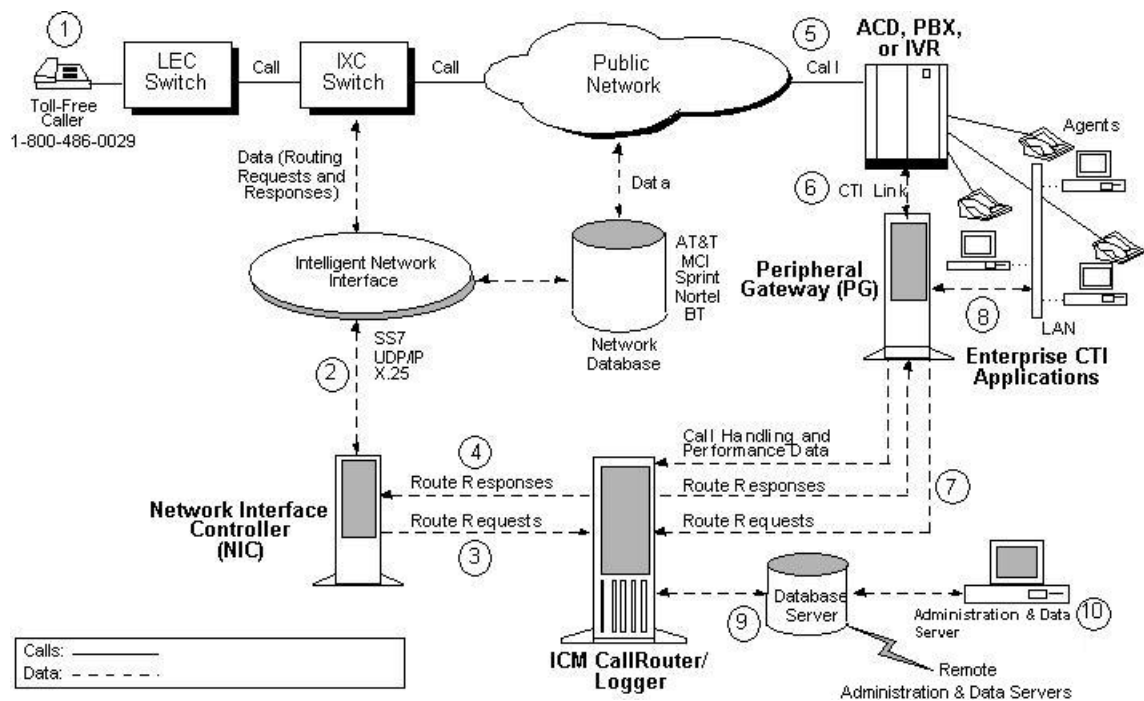 1
LEC
Switch
Call
IXC
Switch
Call
Public
Network
5
Call
ACD, PBX,
or IVR
Toll-Free
Caller
1-800-486-0029
Agents
Data (Routing
Requests and
Responses)
Data
6
CTI Link
Intelligent Network
Interface
AT&T
MCI
Sprint
Nortel
BT
Network
Database
Peripheral
Gateway (PG)
8
LAN
Enterprise CTI
Applications
2
SS7
UDP/IP
X.25
Call Handling and
Performance Data
4
Route Responses
Route Responses
7
Network Interface
Controller
(NIC)
Route Requests
Route Requests
3
9
Database
Server
Administration & Data
Server
10
ICM CallRouter/
Logger
Remote
Administration & Data Servers
Calls:
Data: